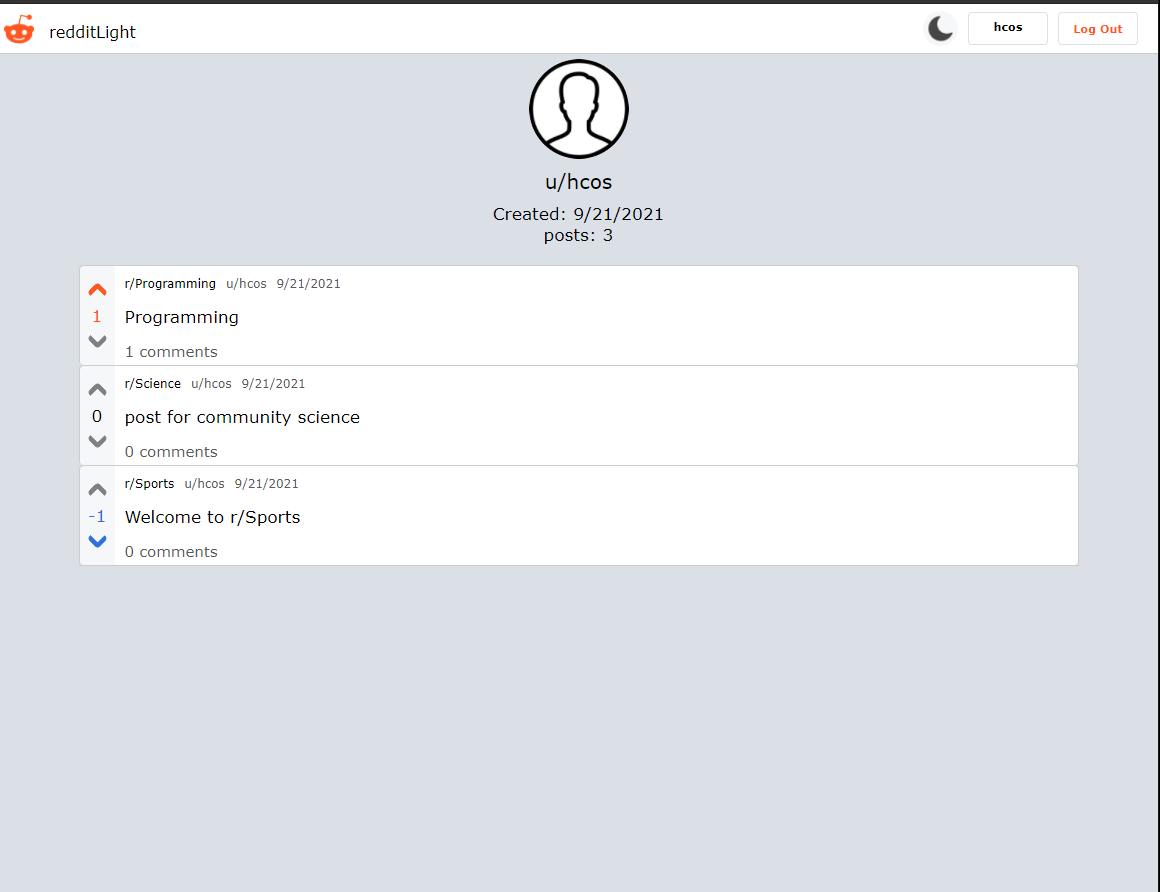 redditLight
hcos
Log Out
u/hcos
Created: 9/21/2021
posts: 3
r/Programming u/hcos 9/21/2021
1
Programming
1 comments
r/Science u/hcos 9/21/2021
0
post for community science
0 comments
r/Sports u/hcos 9/21/2021
-1
Welcome to r/Sports
0 comments